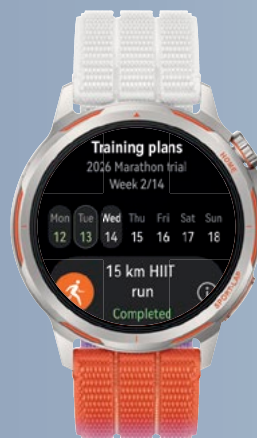 Training plans
2026 Marathon trial
Week 2/14
Mon Tue Wed Thu Fri Sat Sun
12 13 14 15 16 17 18
15 km HIIT
run
Completed
HOME
SPORT/LAP